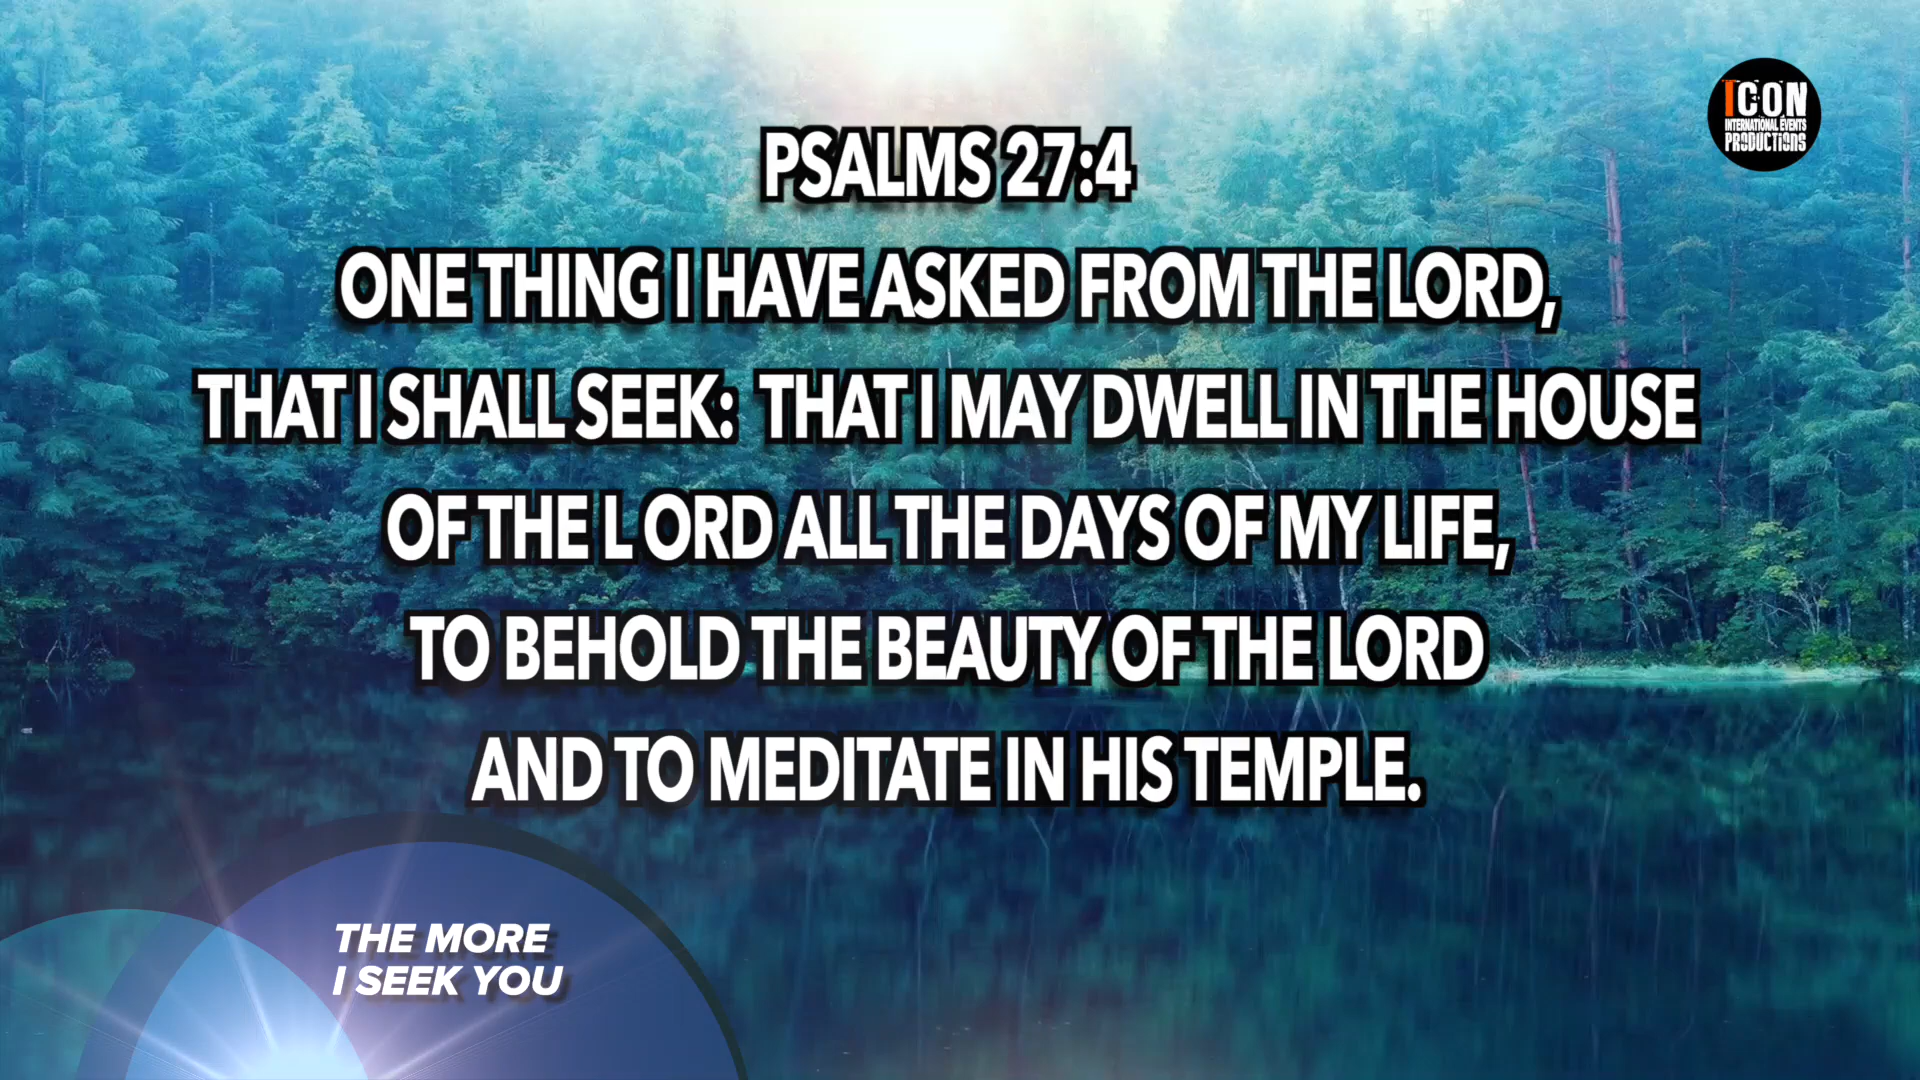 ICON
INTERNATIONAL EVENTS
PRODUCTIONS
PSALMS 27:4
ONE THING I HAVE ASKED FROM THE LORD,
THAT I SHALL SEEK: THAT I MAY DWELL IN THE HOUSE
OF THE L ORD ALL THE DAYS OF MY LIFE,
TO BEHOLD THE BEAUTY OF THE LORD
AND TO MEDITATE IN HIS TEMPLE.
THE MORE
I SEEK YOU